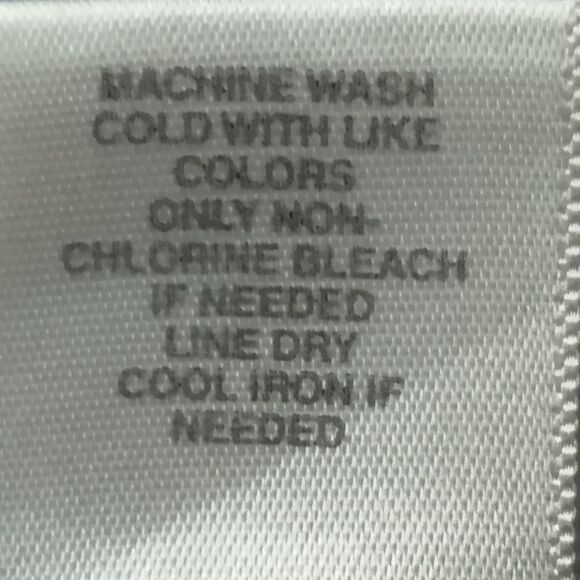 MACHINE WASH
COLD WITH LIKE
COLORS
ONLY NON-
CHLORINE BLEACH
IF NEEDED
LINE DRY
COOL IRON IF
NEEDED